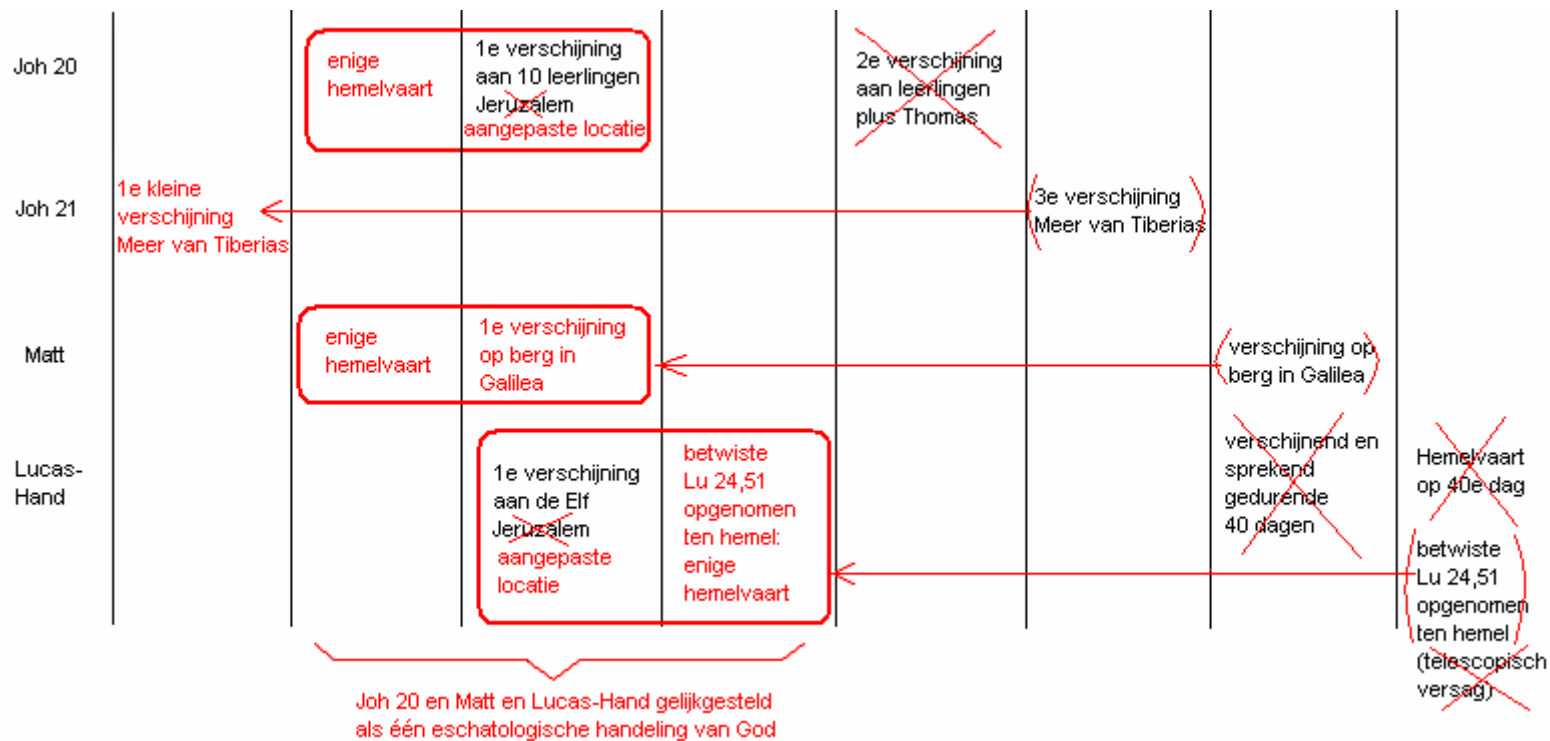 Joh 20
enige
hemelvaart
1e verschijning
aan 10 leerlingen
Jeruzalem
aangepaste locatie
2e verschijning
aan leerlingen
plus Thomas
Joh 21
1e kleine
verschijning
Meer van Tiberias
3e verschijning
Meer van Tiberias
Matt
enige
hemelvaart
1e verschijning
op berg in
Galilea
verschijning op
berg in Galilea
Lucas-
Hand
1e verschijning
aan de Elf
Jeruzalem
aangepaste
locatie
betwiste
Lu 24,51
opgenomen
ten hemel:
enige
hemelvaart
verschijnend en
sprekend
gedurende
40 dagen
Hemelvaart
op 40e dag
betwiste
Lu 24,51
opgenomen
ten hemel
(telescopisch
versag)
Joh 20 en Matt en Lucas-Hand gelijkgesteld
als één eschatologische handeling van God